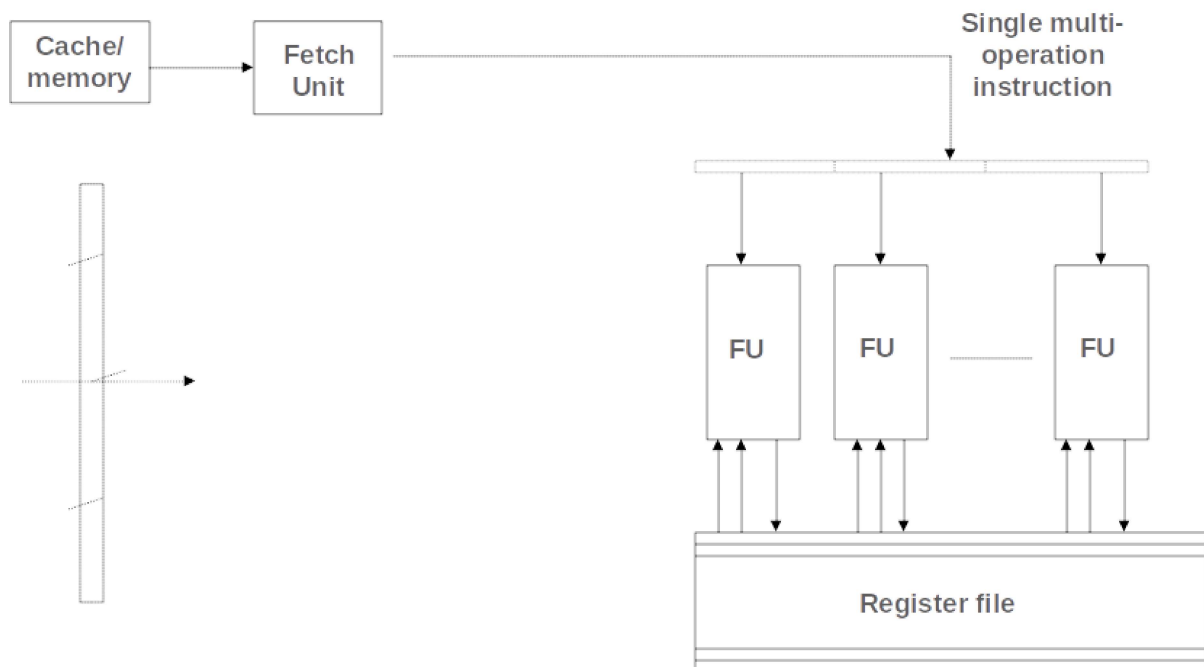 Cache/
memory
Fetch
Unit
Single multi-
operation
instruction
FU
FU
FU
Register file